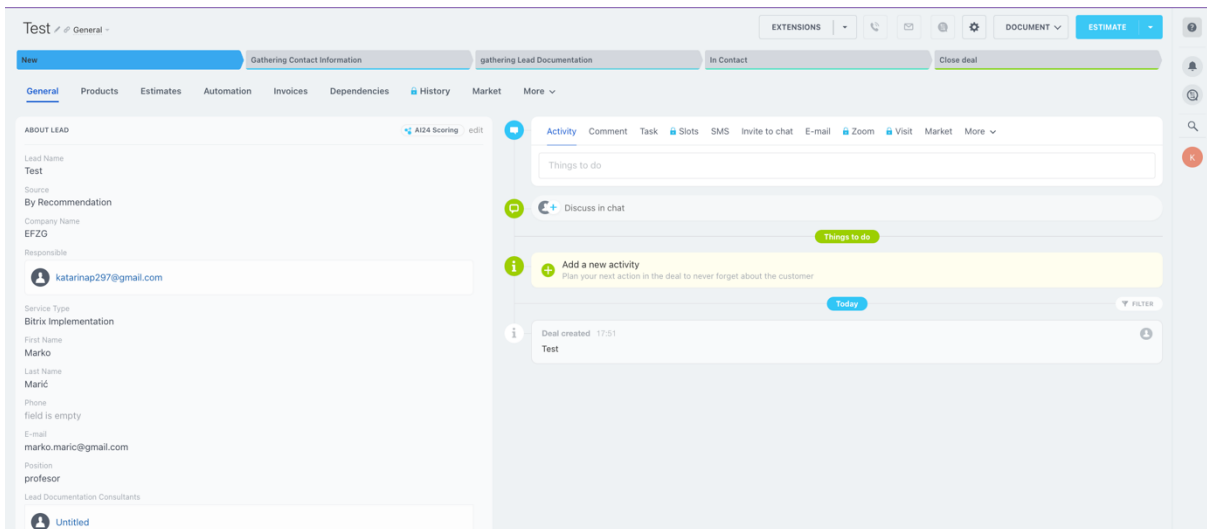 Test General
EXTENSIONS DOCUMENT ESTIMATE
New Gathering Contact Information gathering Lead Documentation In Contact Close deal
General Products Estimates Automation Invoices Dependencies History Market More
ABOUT LEAD AI24 Scoring edit
Lead Name
Test
Source
By Recommendation
Company Name
EFZG
Responsible
katarinap297@gmail.com
Service Type
Bitrix Implementation
First Name
Marko
Last Name
Marić
Phone
field is empty
E-mail
marko.maric@gmail.com
Position
profesor
Lead Documentation Consultants
Untitled
Activity Comment Task Slots SMS Invite to chat E-mail Zoom Visit Market More
Things to do
Discuss in chat
Things to do
Add a new activity
Plan your next action in the deal to never forget about the customer
Today
FILTER
Deal created 17:51
Test
K